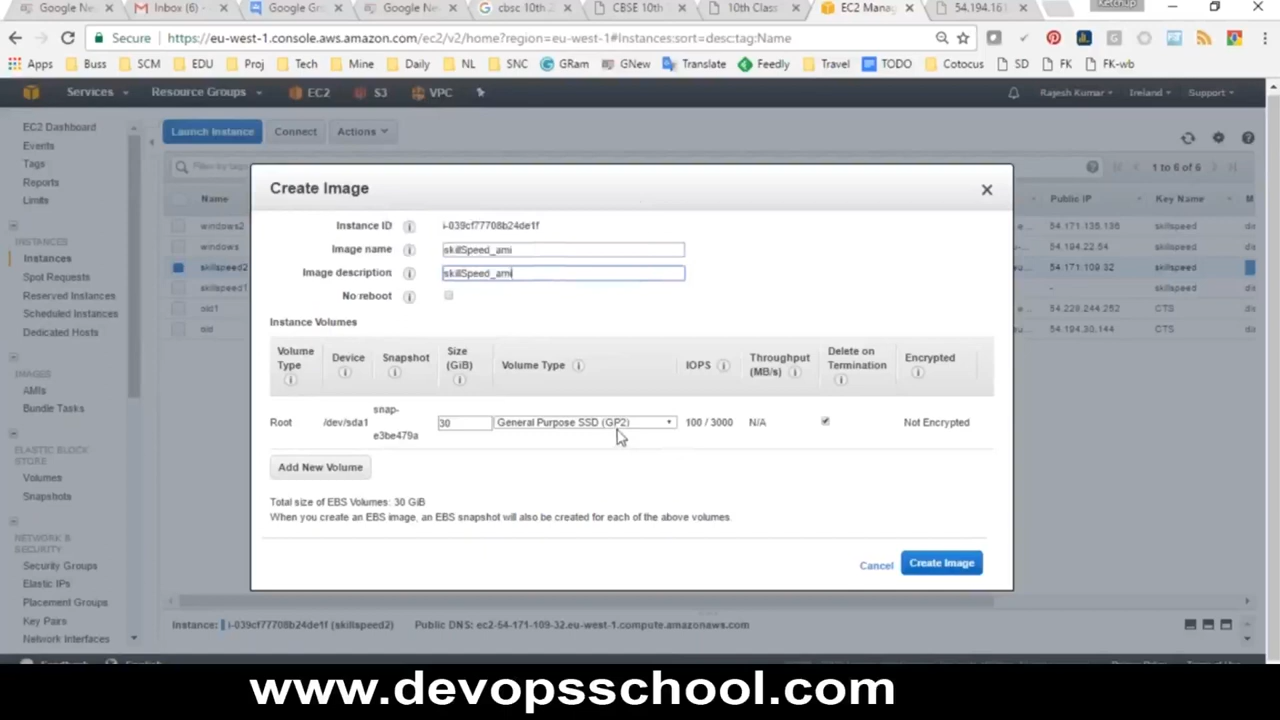 Google Ne
Inbox (6)
Google Gro
Google Ne
cbsc 10th
CBSE 10th
10th Class
EC2 Manag
54.194.161
Ketchup
Secure
https://eu-west-1.console.aws.amazon.com/ec2/v2/home?region=eu-west-1#Instances:sort=desc:tag:Name
Apps Buss SCM EDU Proj Tech Mine Daily NL SNC GRam GNew Translate Feedly Travel TODO Cotocus SD FK FK-wb
Services Resource Groups EC2 S3 VPC Rajesh Kumar Ireland Support
EC2 Dashboard
Events
Tags
Reports
Limits
INSTANCES
Instances
Spot Requests
Reserved Instances
Scheduled Instances
Dedicated Hosts
IMAGES
AMIs
Bundle Tasks
ELASTIC BLOCK
STORE
Volumes
Snapshots
NETWORK &
SECURITY
Security Groups
Elastic IPs
Placement Groups
Key Pairs
Network Interfaces
Launch Instance Connect Actions
1 to 6 of 6
Name Public IP Key Name
windows2 54.171.136.136 skillspeed
windows 54.194.22.54 skillspeed
skillspeed2 54.171.109.32 skillspeed
skillspeed1 - skillspeed
old1 54.229.244.252 CTS
old 54.194.30.144 CTS
Create Image
Instance ID i-039cf77708b24de1f
Image name skillSpeed_ami
Image description skillSpeed_ami
No reboot
Instance Volumes
Volume Type Device Snapshot Size (GiB) Volume Type IOPS Throughput (MB/s) Delete on Termination Encrypted
Root /dev/sda1 snap-e3be479a 30 General Purpose SSD (GP2) 100 / 3000 N/A Not Encrypted
Add New Volume
Total size of EBS Volumes: 30 GiB
When you create an EBS image, an EBS snapshot will also be created for each of the above volumes.
Cancel Create Image
Instance: i-039cf77708b24de1f (skillspeed2) Public DNS: ec2-54-171-109-32.eu-west-1.compute.amazonaws.com
www.devopsschool.com